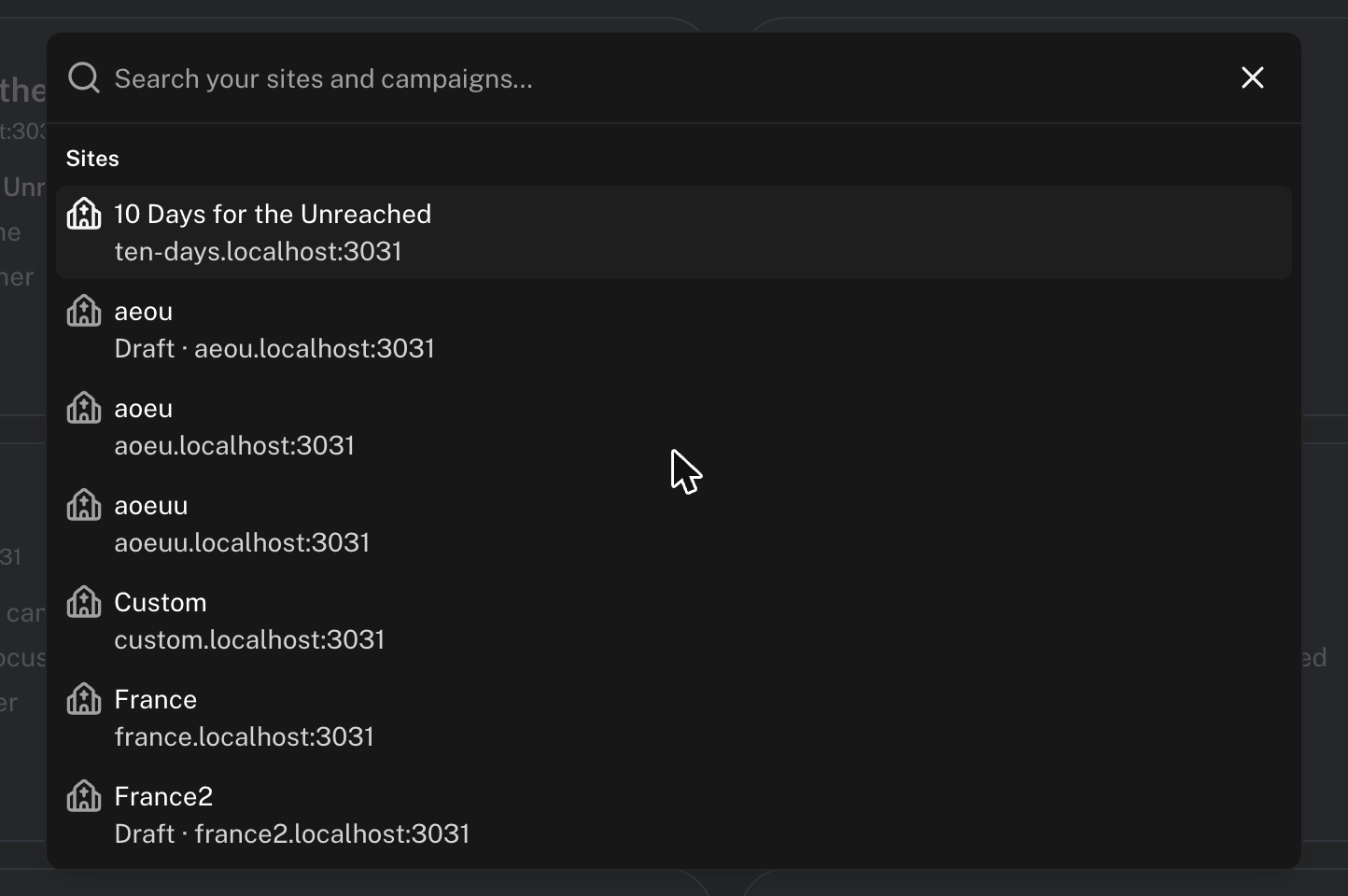 Search your sites and campaigns...
Sites
10 Days for the Unreached
ten-days.localhost:3031
aeou
Draft · aeou.localhost:3031
aoeu
aoeu.localhost:3031
aoeuu
aoeuu.localhost:3031
Custom
custom.localhost:3031
France
france.localhost:3031
France2
Draft · france2.localhost:3031